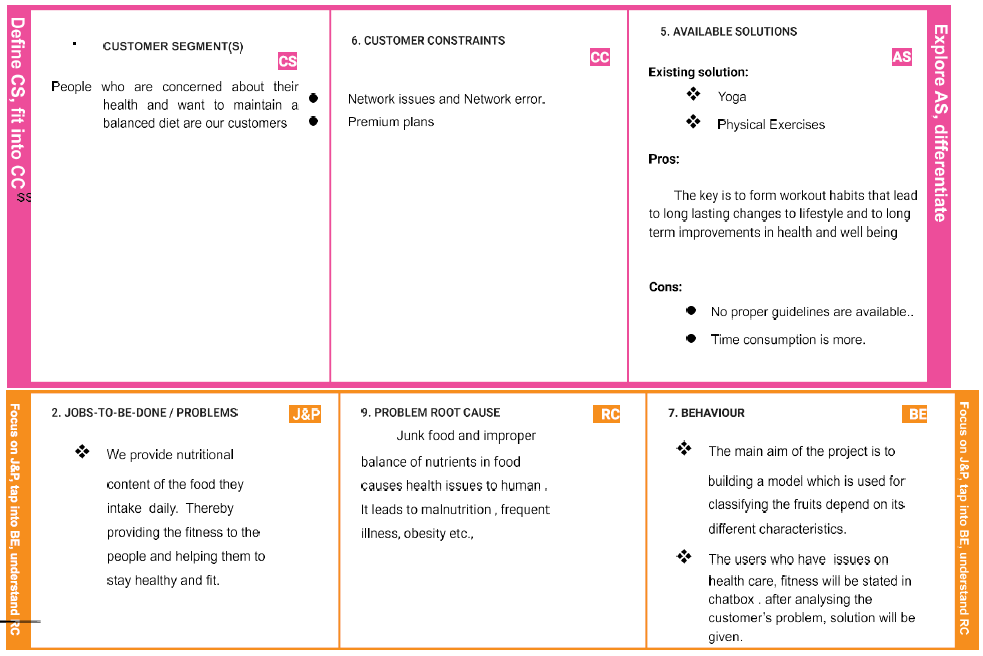 Define CS, fit into CC
SS
▪ CUSTOMER SEGMENT(S)
CS
People who are concerned about their
health and want to maintain a
balanced diet are our customers
6. CUSTOMER CONSTRAINTS
CC
● Network issues and Network error.
● Premium plans
5. AVAILABLE SOLUTIONS
AS
Existing solution:
❖ Yoga
❖ Physical Exercises
Pros:
The key is to form workout habits that lead
to long lasting changes to lifestyle and to long
term improvements in health and well being
Cons:
● No proper guidelines are available..
● Time consumption is more.
Explore AS, differentiate
Focus on J&P, tap into BE, understand RC
2. JOBS-TO-BE-DONE / PROBLEMS
J&P
❖ We provide nutritional
content of the food they
intake daily. Thereby
providing the fitness to the
people and helping them to
stay healthy and fit.
9. PROBLEM ROOT CAUSE
RC
Junk food and improper
balance of nutrients in food
causes health issues to human .
It leads to malnutrition , frequent
illness, obesity etc.,
7. BEHAVIOUR
BE
❖ The main aim of the project is to
building a model which is used for
classifying the fruits depend on its
different characteristics.
❖ The users who have issues on
health care, fitness will be stated in
chatbox . after analysing the
customer's problem, solution will be
given.
Focus on J&P, tap into BE, understand RC